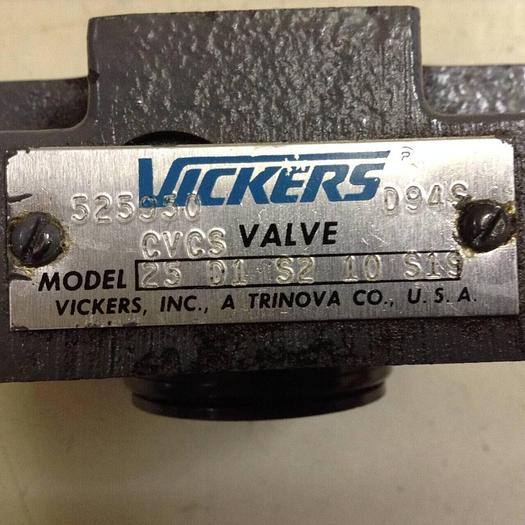 VICKERS
525950 D94S
CVCS VALVE
MODEL 25 D1 S2 10 S19
VICKERS, INC., A TRINOVA CO., U.S.A.